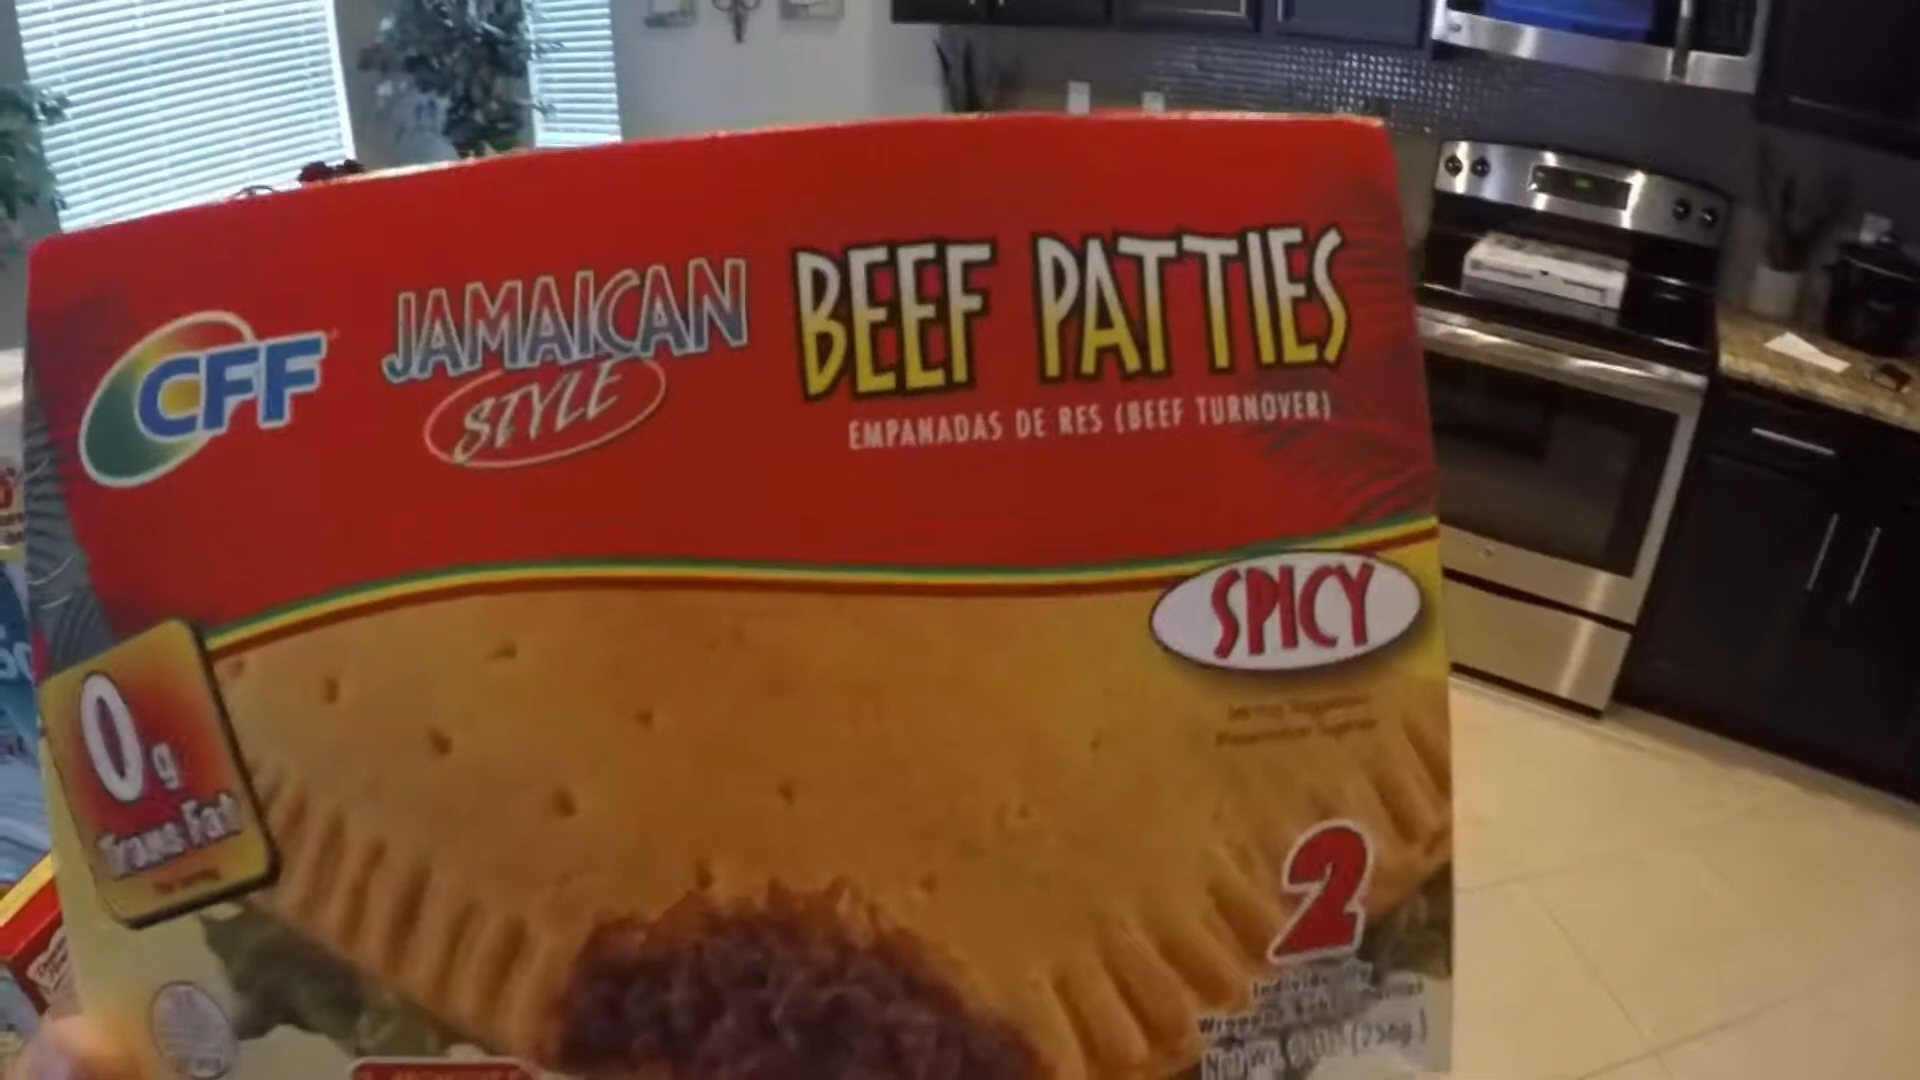 CFF
JAMAICAN
STYLE
BEEF PATTIES
EMPANADAS DE RES (BEEF TURNOVER)
SPICY
0g
Trans Fat
2